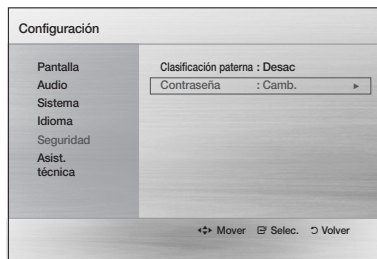 Configuración
Pantalla
Audio
Sistema
Idioma
Seguridad
Asist.
técnica
Clasificación paterna : Desac
Contraseña : Camb. ►
Mover Selec. Volver